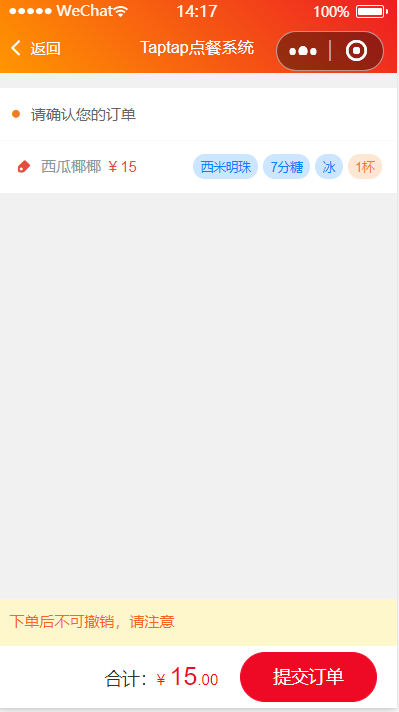 WeChat 14:17 100%
返回 Taptap点餐系统
请确认您的订单
西瓜椰椰 ¥15 西米明珠 7分糖 冰 1杯
下单后不可撤销，请注意
合计：¥15.00 提交订单